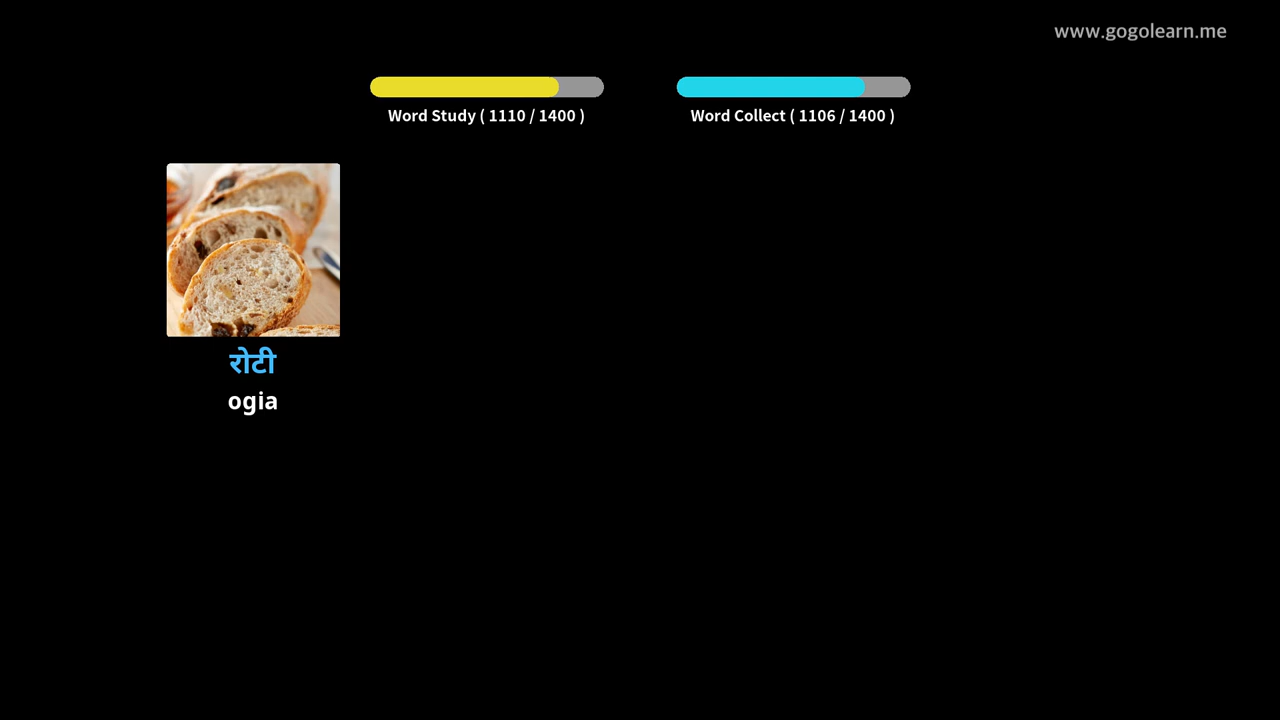 www.gogolearn.me
Word Study ( 1110 / 1400 )
Word Collect ( 1106 / 1400 )
रोटी
ogia